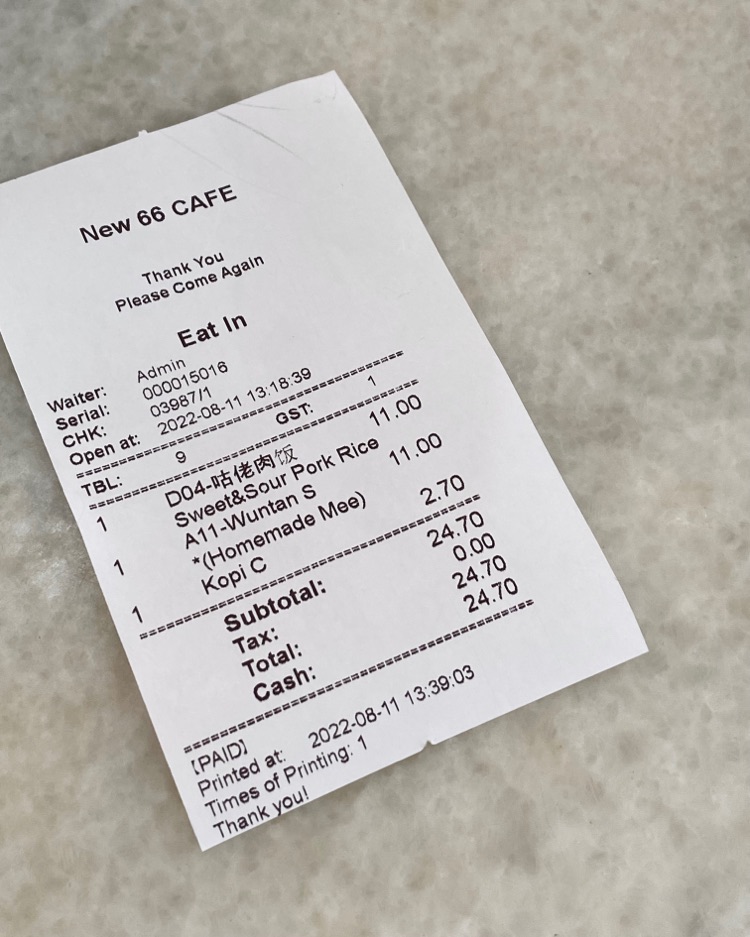 New 66 CAFE
Thank You
Please Come Again
Eat In
Waiter: Admin
Serial: 000015016
CHK: 03987/1
Open at: 2022-08-11 13:18:39
==================================
TBL: 9 GST: 1
==================================
1 D04-咕佬肉饭 11.00
Sweet&Sour Pork Rice
1 A11-Wuntan S 11.00
*(Homemade Mee)
1 Kopi C 2.70
==================================
Subtotal: 24.70
Tax: 0.00
Total: 24.70
Cash: 24.70
==================================
[PAID]
Printed at: 2022-08-11 13:39:03
Times of Printing: 1
Thank you!